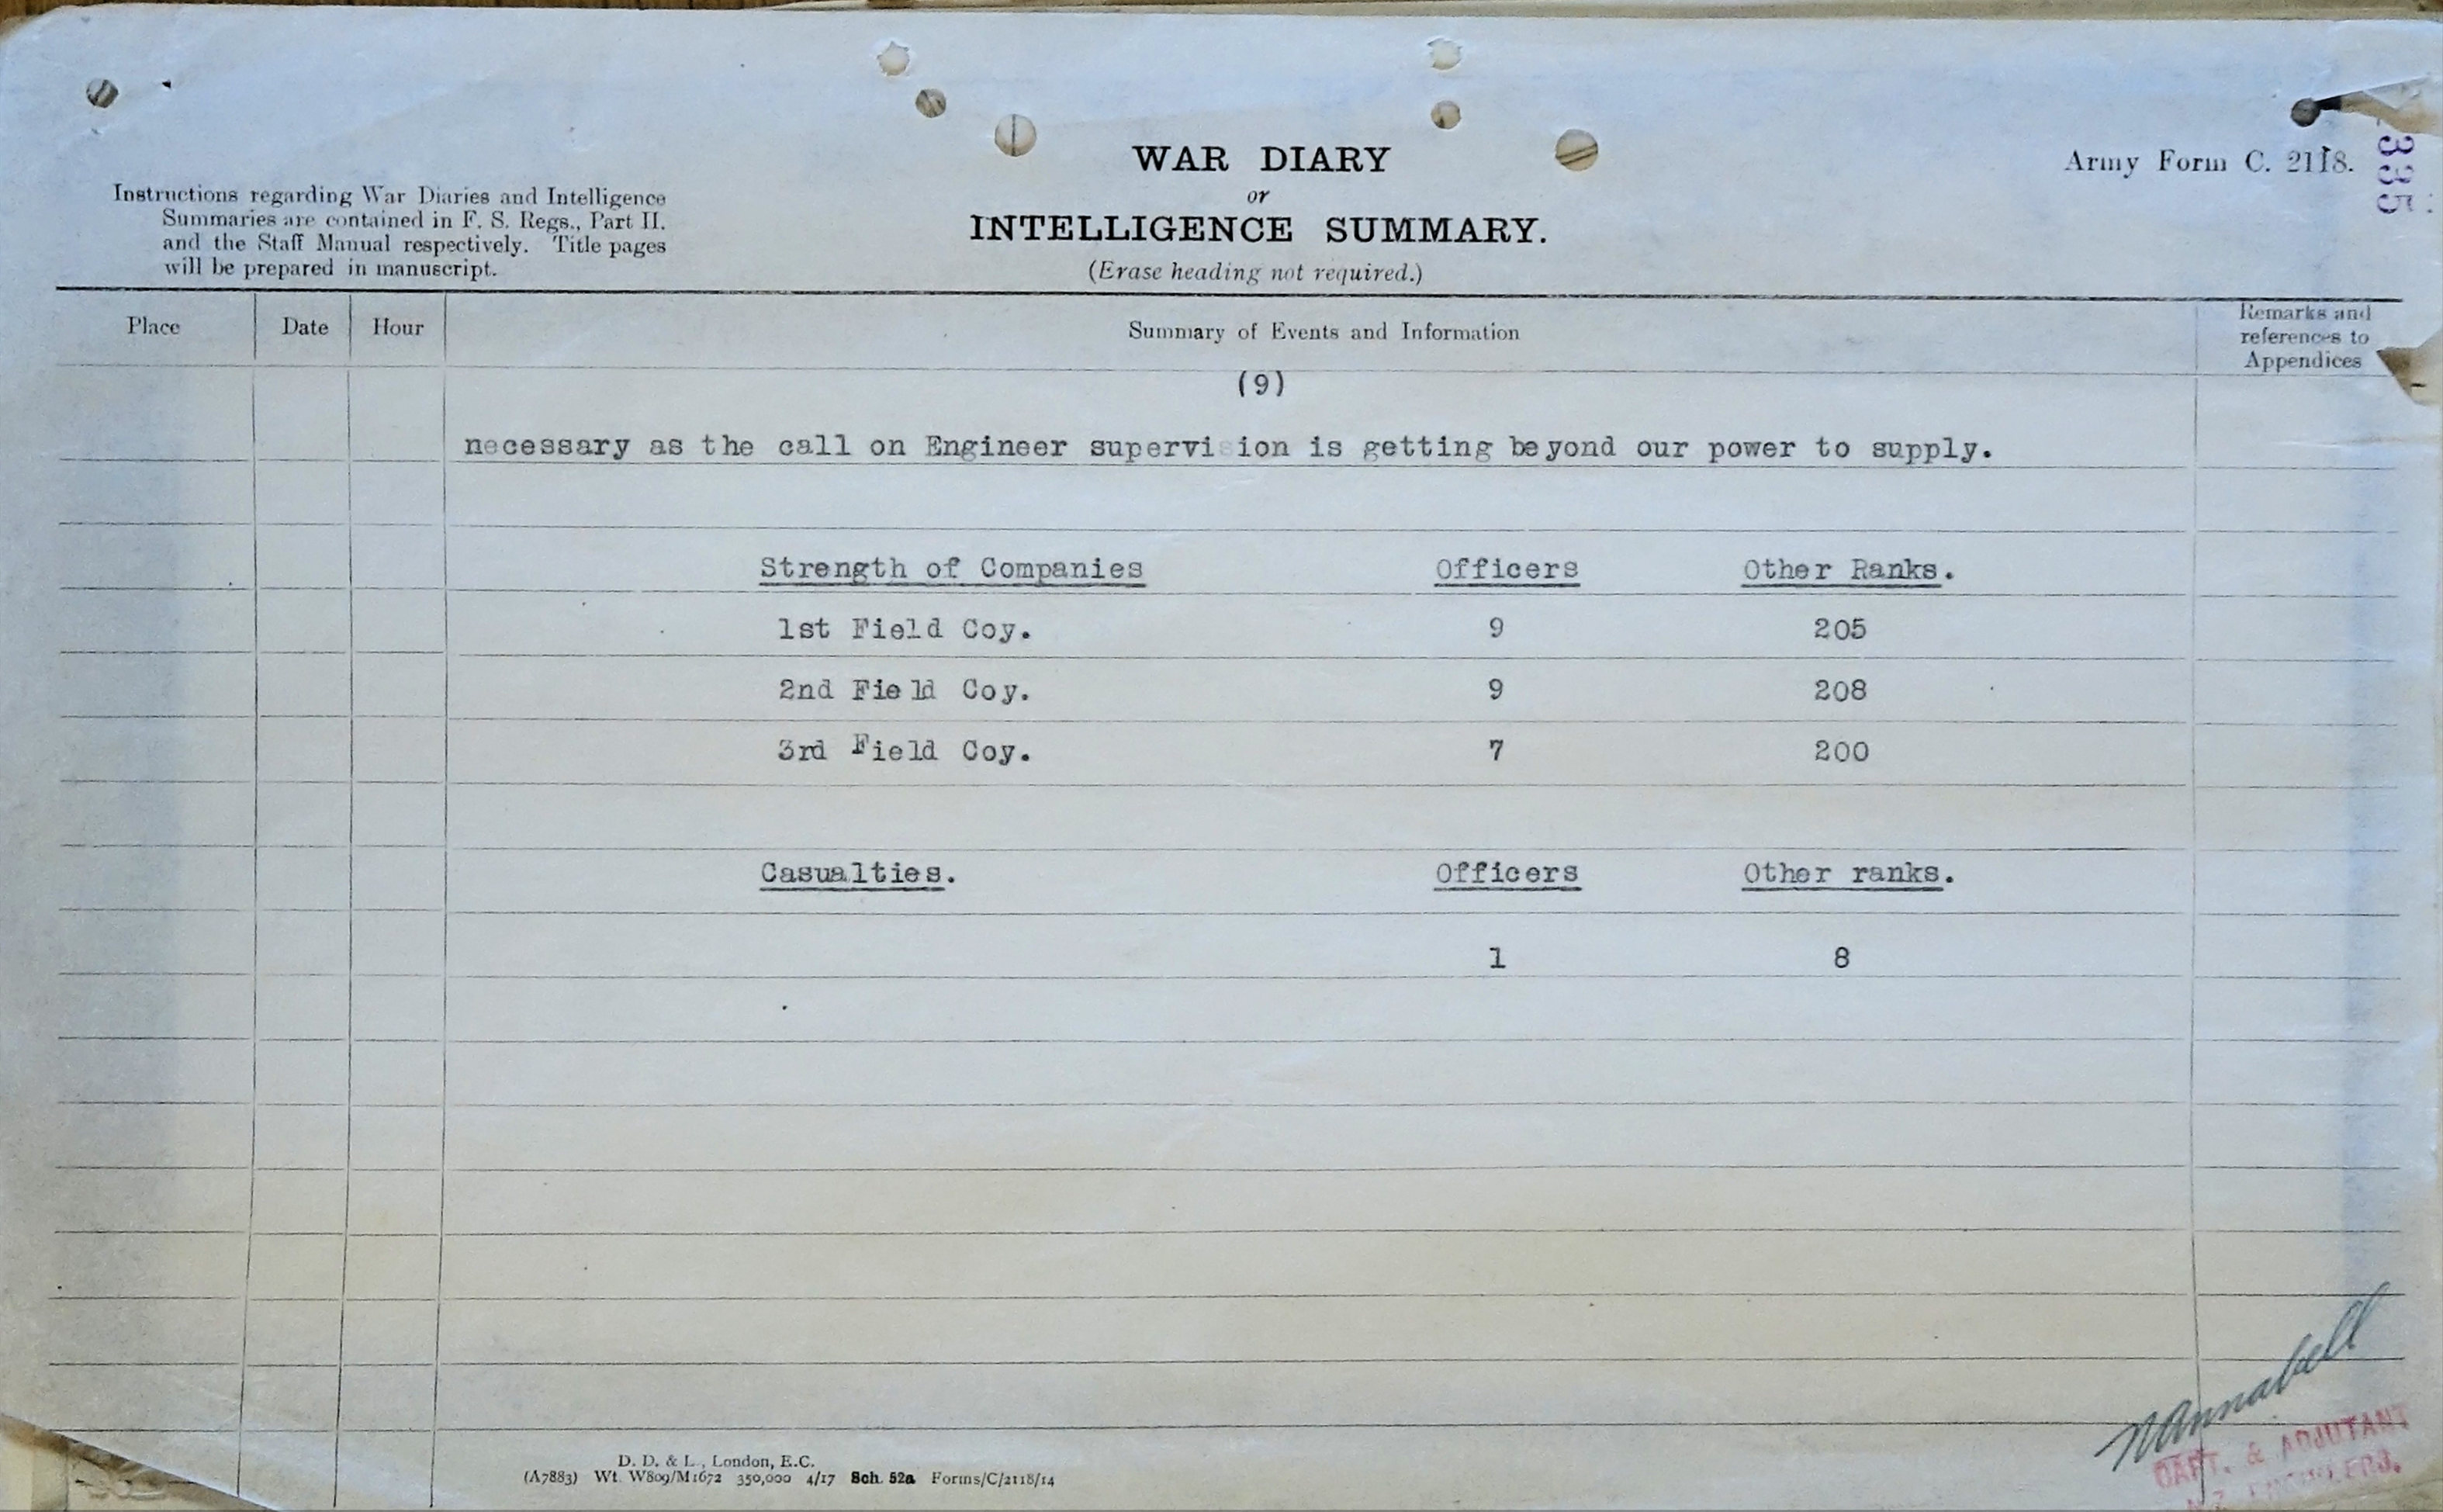 WAR DIARY
or
INTELLIGENCE SUMMARY.
(Erase heading not required.)
Army Form C. 2118.
335
Instructions regarding War Diaries and Intelligence
Summaries are contained in F. S. Regs., Part II.
and the Staff Manual respectively. Title pages
will be prepared in manuscript.
Place Date Hour Summary of Events and Information Remarks and
references to
Appendices
(9)
necessary as the call on Engineer supervi ion is getting beyond our power to supply.
Strength of Companies Officers Other Ranks.
1st Field Coy. 9 205
2nd Field Coy. 9 208
3rd Field Coy. 7 200
Casualties. Officers Other ranks.
1 8
NAnnabell
CAPT. & ADJUTANT
N.Z. ENGINEERS.
D. D. & L., London, E.C.
(A7883) Wt. W809/M1672 350,000 4/17 Sch. 52a Forms/C/2118/14